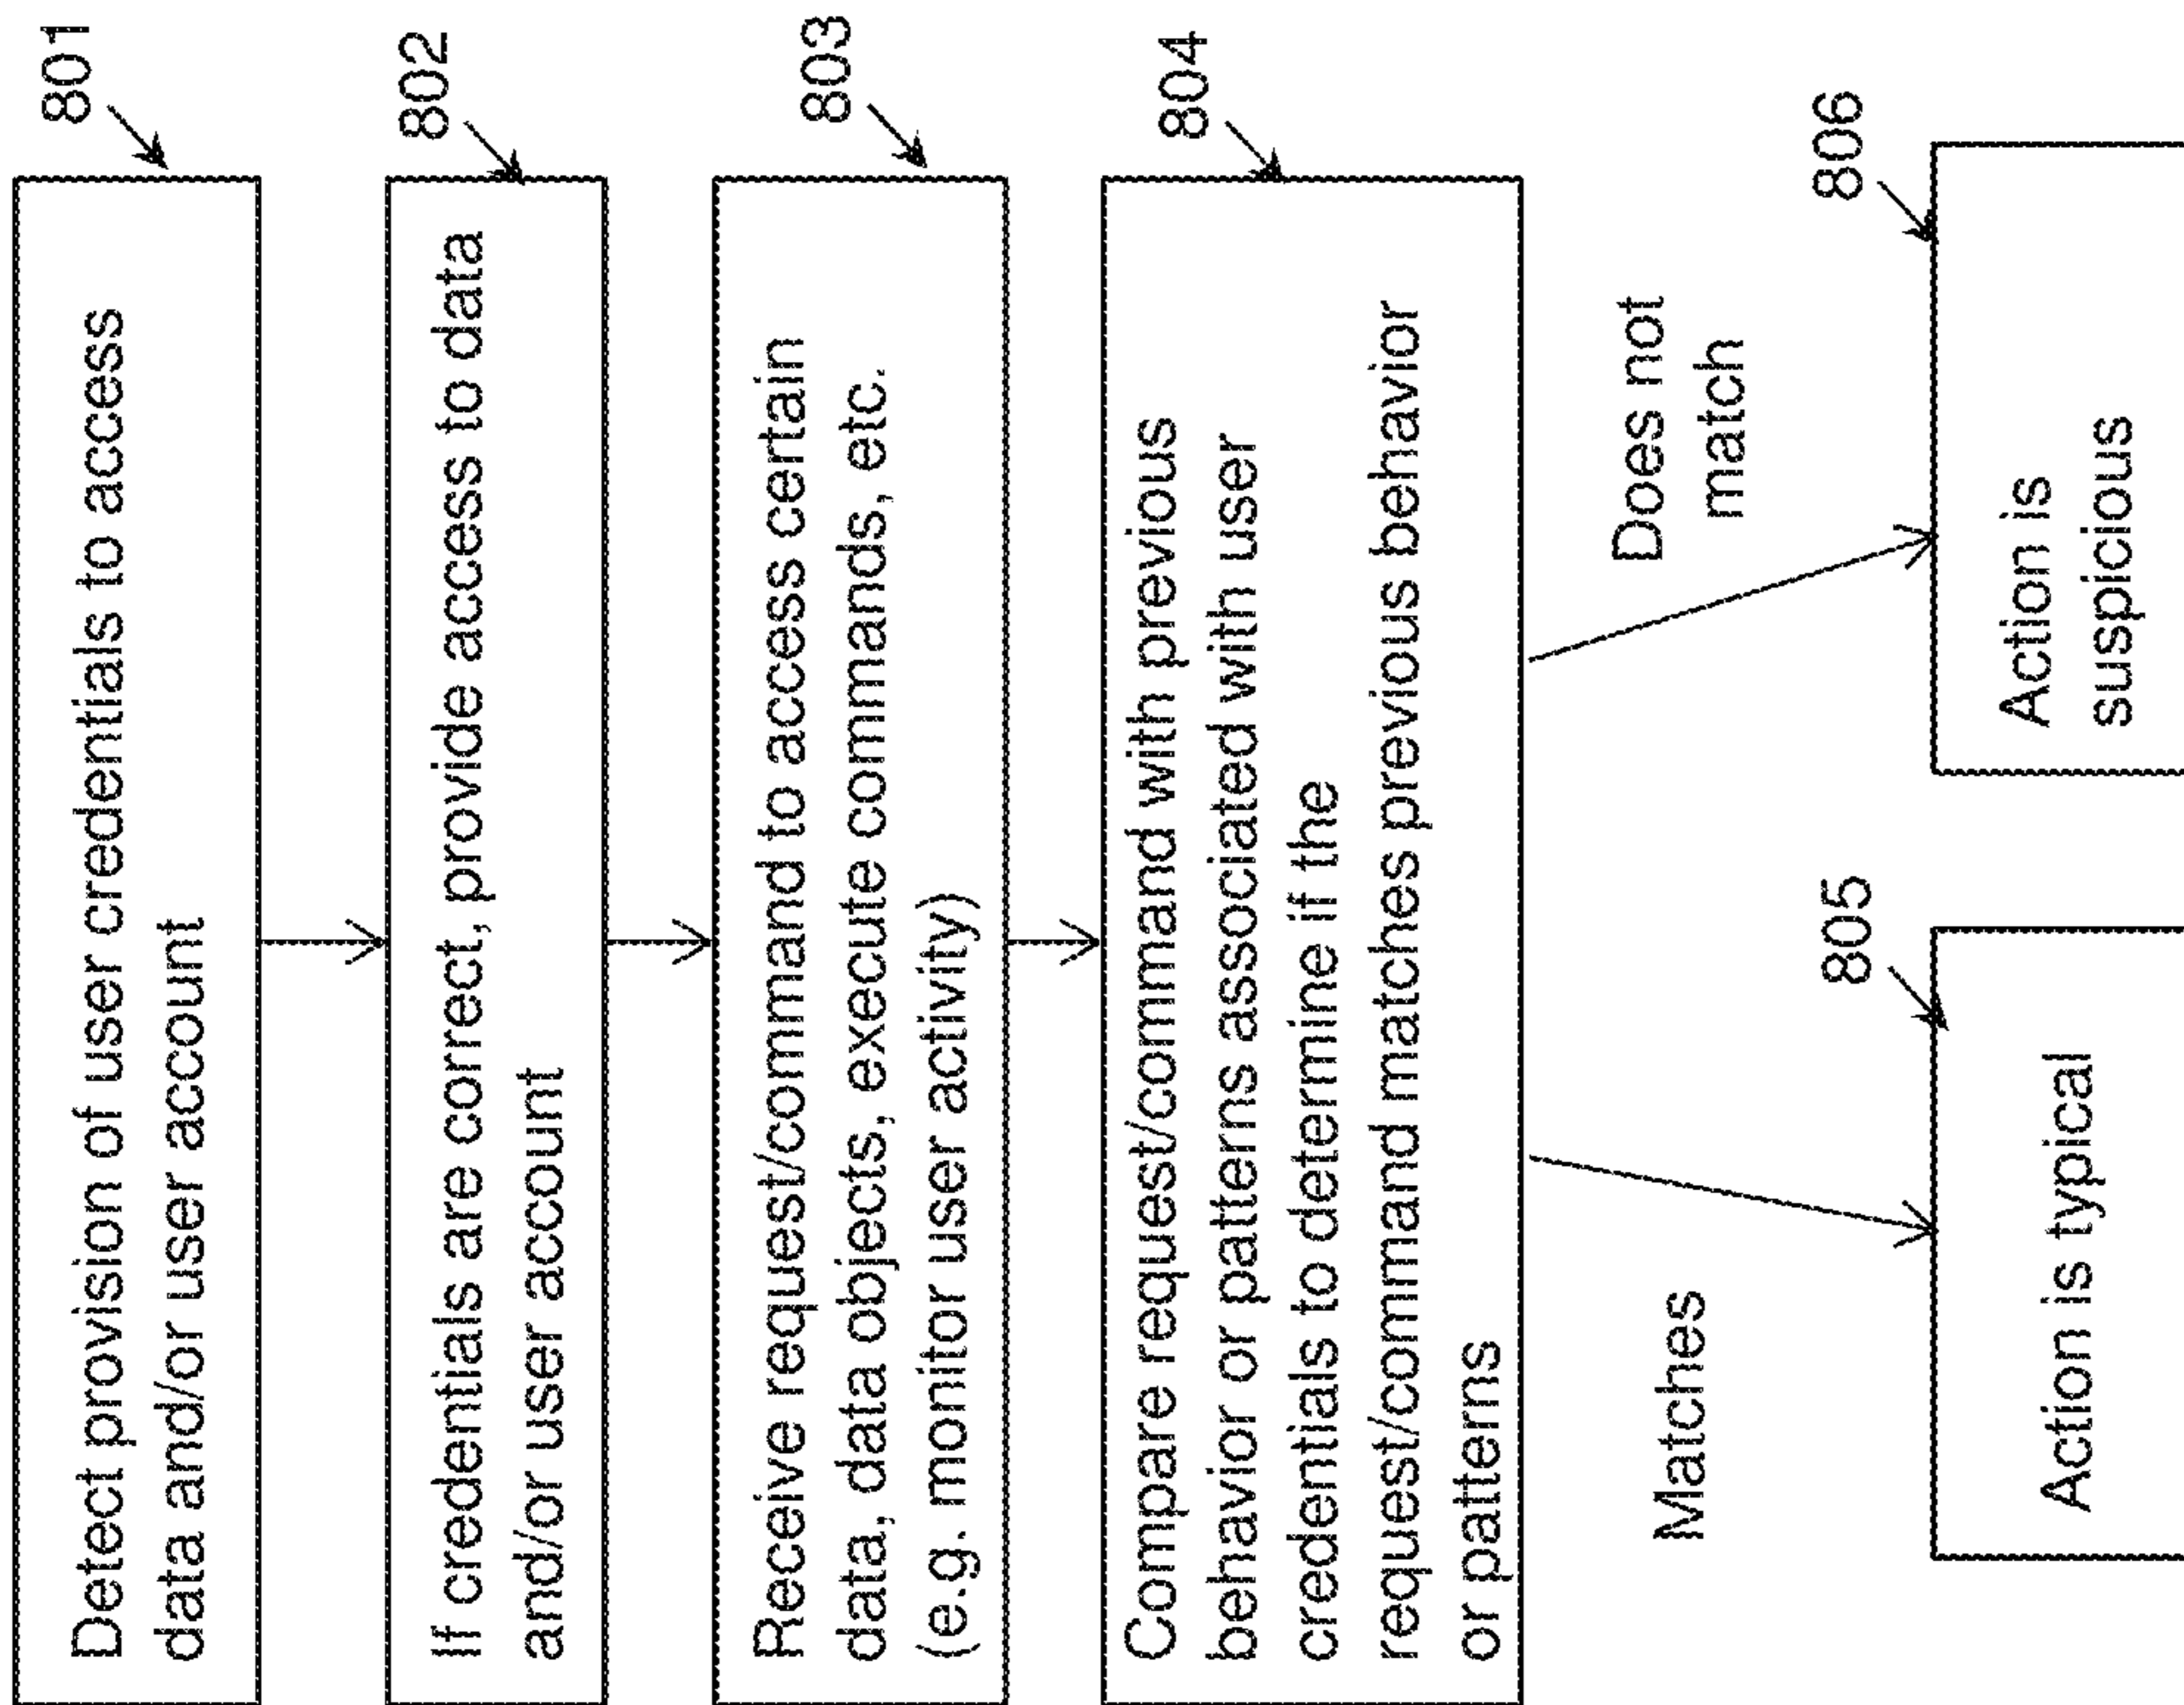 801
Detect provision of user credentials to access
data and/or user account
802
If credentials are correct, provide access to data
and/or user account
803
Receive request/command to access certain
data, data objects, execute commands, etc.
(e.g. monitor user activity)
804
Compare request/command with previous
behavior or patterns associated with user
credentials to determine if the
request/command matches previous behavior
or patterns
Matches
Does not
match
805
Action is typical
806
Action is
suspicious